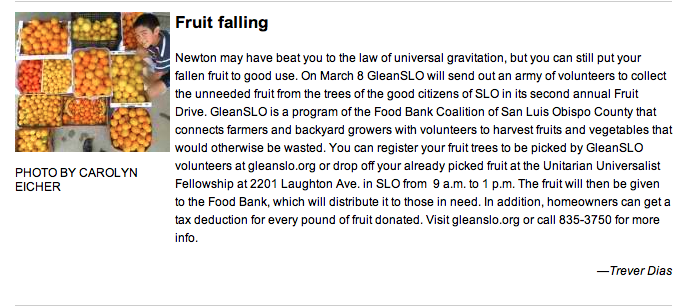 Fruit falling
Newton may have beat you to the law of universal gravitation, but you can still put your
fallen fruit to good use. On March 8 GleanSLO will send out an army of volunteers to collect
the unneeded fruit from the trees of the good citizens of SLO in its second annual Fruit
Drive. GleanSLO is a program of the Food Bank Coalition of San Luis Obispo County that
connects farmers and backyard growers with volunteers to harvest fruits and vegetables that
would otherwise be wasted. You can register your fruit trees to be picked by GleanSLO
volunteers at gleanslo.org or drop off your already picked fruit at the Unitarian Universalist
Fellowship at 2201 Laughton Ave. in SLO from 9 a.m. to 1 p.m. The fruit will then be given
to the Food Bank, which will distribute it to those in need. In addition, homeowners can get a
tax deduction for every pound of fruit donated. Visit gleanslo.org or call 835-3750 for more
info.
—Trever Dias
PHOTO BY CAROLYN
EICHER